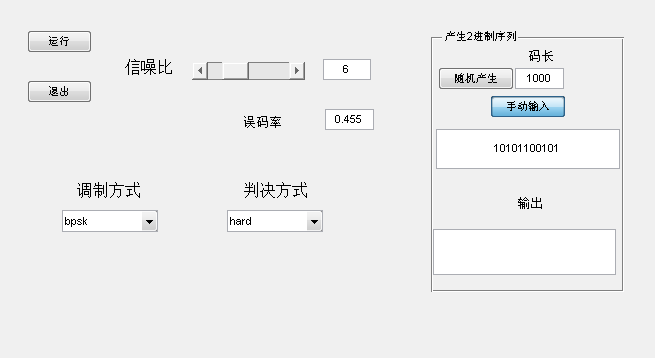 运行
退出
信噪比
6
误码率
0.455
调制方式
bpsk
判决方式
hard
产生2进制序列
码长
随机产生
1000
手动输入
10101100101
输出